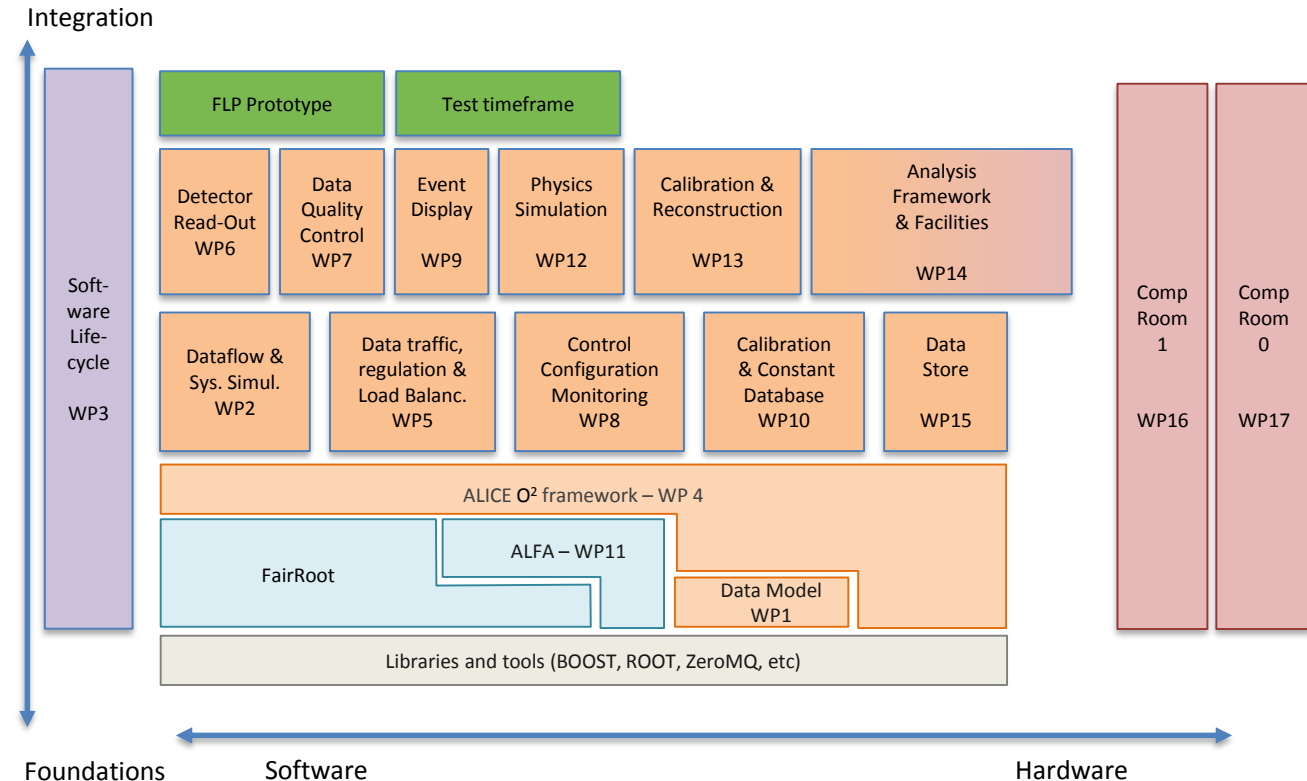 Integration
FLP Prototype
Test timeframe
Detector
Read-Out
WP6
Data
Quality
Control
WP7
Event
Display
WP9
Physics
Simulation
WP12
Calibration &
Reconstruction
WP13
Analysis
Framework
& Facilities
WP14
Soft-
ware
Life-
cycle
WP3
Comp
Room
1
WP16
Comp
Room
0
WP17
Dataflow &
Sys. Simul.
WP2
Data traffic,
regulation &
Load Balanc.
WP5
Control
Configuration
Monitoring
WP8
Calibration
& Constant
Database
WP10
Data
Store
WP15
ALICE O² framework – WP 4
ALFA – WP11
FairRoot
Data Model
WP1
Libraries and tools (BOOST, ROOT, ZeroMQ, etc)
Foundations
Software
Hardware